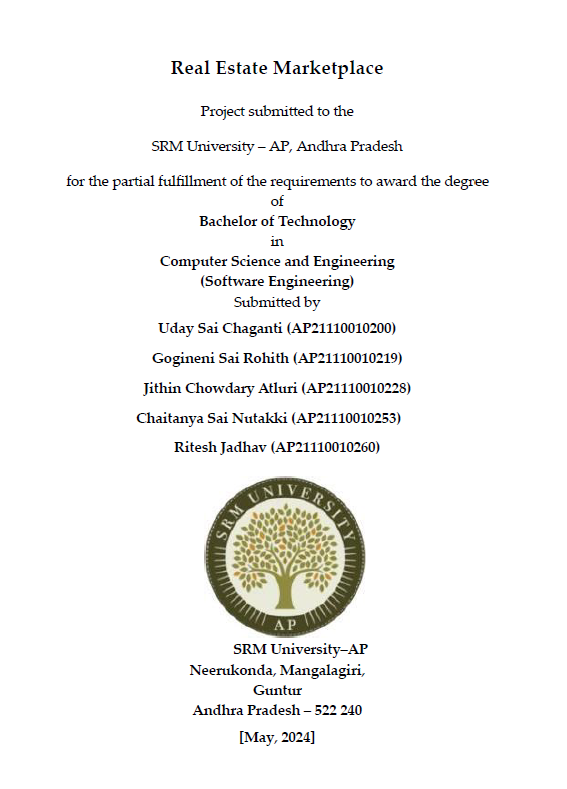 Real Estate Marketplace
Project submitted to the
SRM University – AP, Andhra Pradesh
for the partial fulfillment of the requirements to award the degree
of
Bachelor of Technology
in
Computer Science and Engineering
(Software Engineering)
Submitted by
Uday Sai Chaganti (AP21110010200)
Gogineni Sai Rohith (AP21110010219)
Jithin Chowdary Atluri (AP21110010228)
Chaitanya Sai Nutakki (AP21110010253)
Ritesh Jadhav (AP21110010260)
SRM UNIVERSITY
AP
SRM University–AP
Neerukonda, Mangalagiri,
Guntur
Andhra Pradesh – 522 240
[May, 2024]